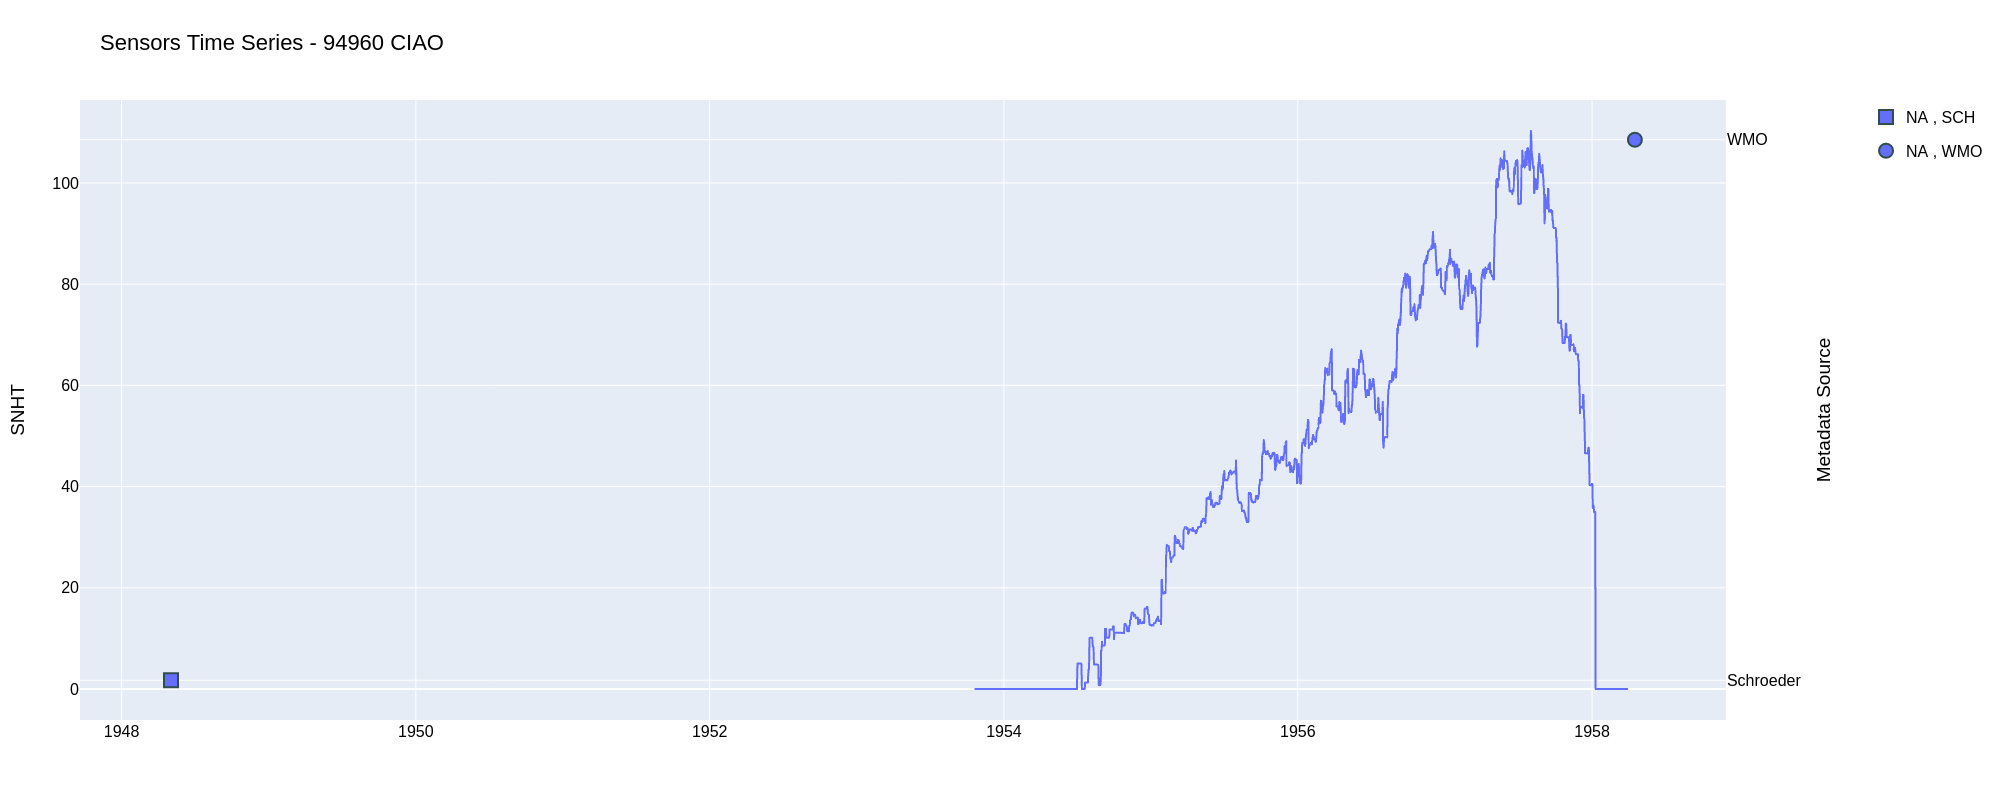 Sensors Time Series - 94960 CIAO
NA , SCH
NA , WMO
WMO
Schroeder
Metadata Source
SNHT
100
80
60
40
20
0
1948
1950
1952
1954
1956
1958